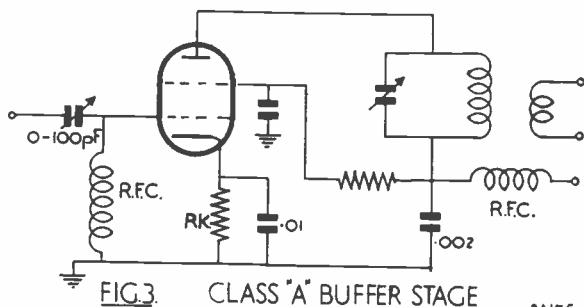 0-100pF
R.F.C.
RK
.01
R.F.C.
.002
FIG.3. CLASS "A" BUFFER STAGE